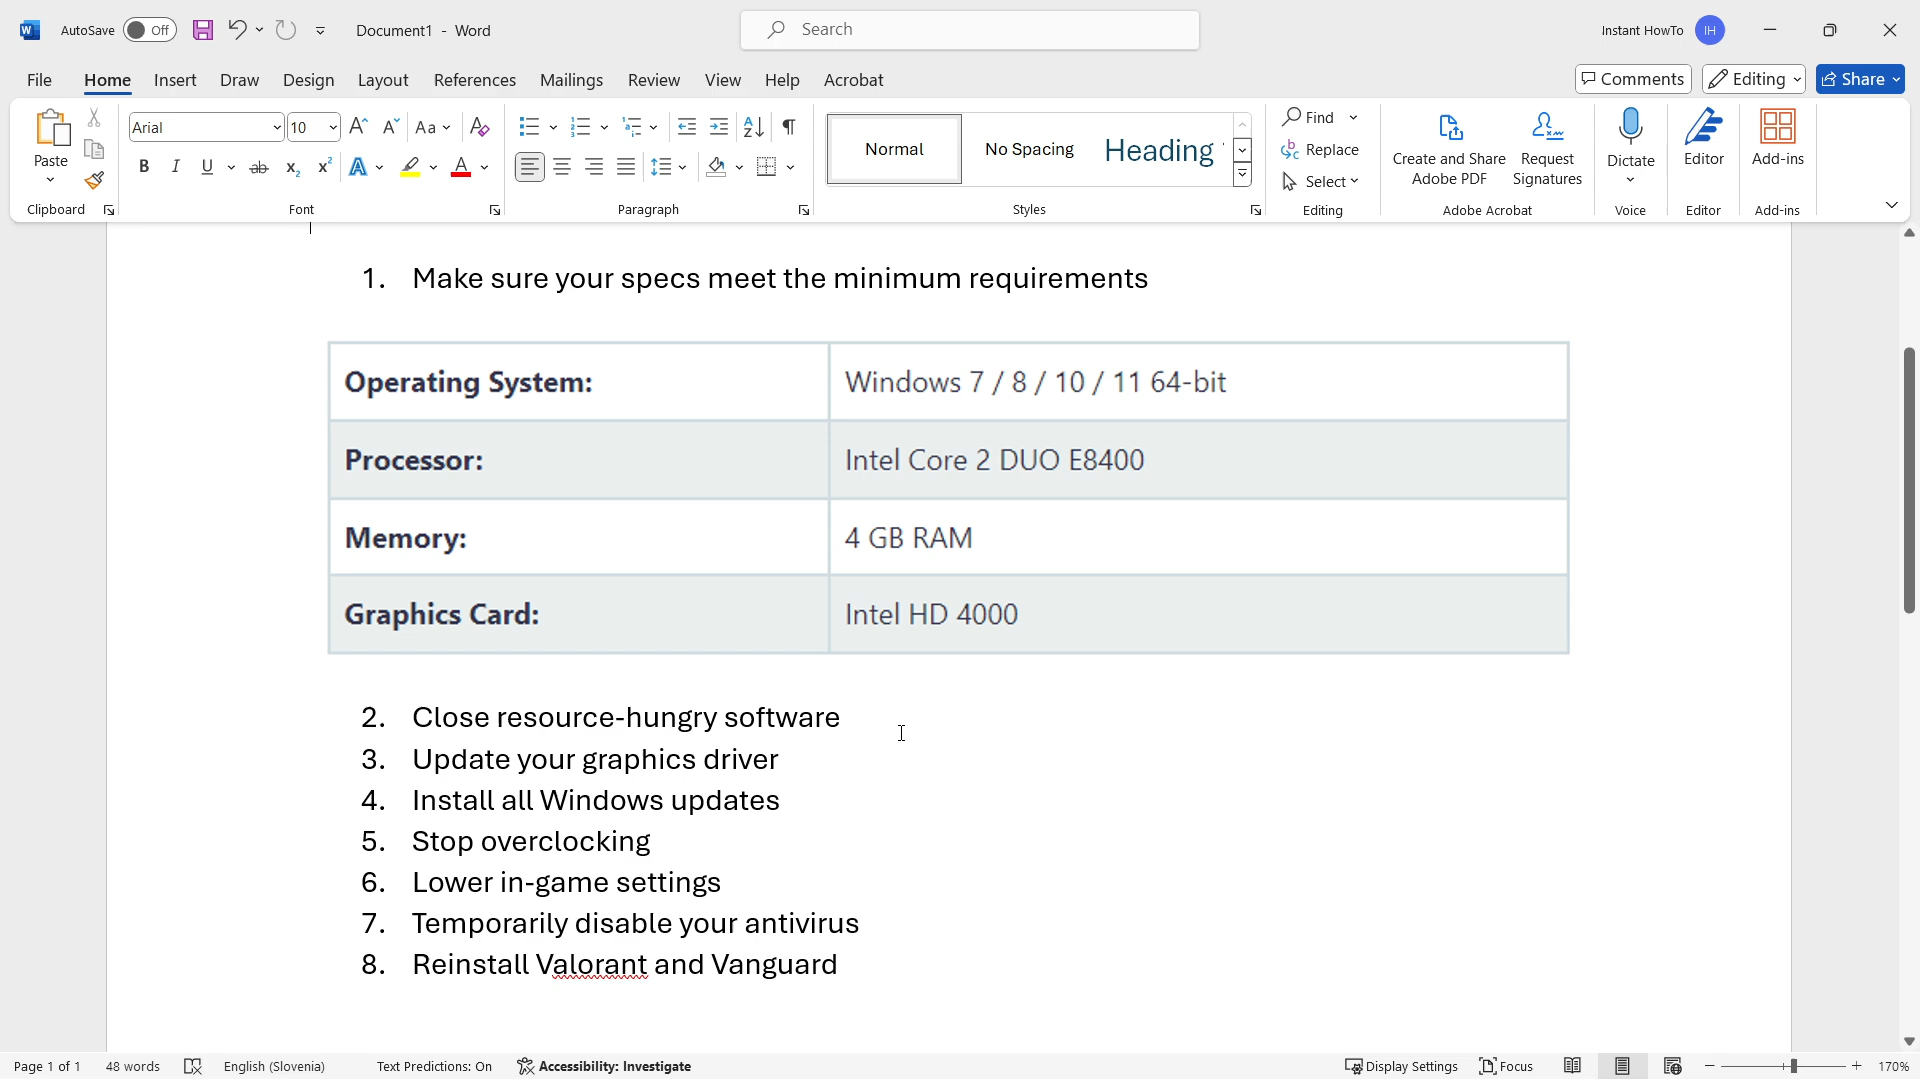 W AutoSave Off Document1 - Word Search Instant HowTo IH
File Home Insert Draw Design Layout References Mailings Review View Help Acrobat Comments Editing Share
Paste Arial 10 Aa Normal No Spacing Heading Find Replace Select Create and Share Adobe PDF Request Signatures Dictate Editor Add-ins
Clipboard Font Paragraph Styles Editing Adobe Acrobat Voice Editor Add-ins
1. Make sure your specs meet the minimum requirements
Operating System: Windows 7 / 8 / 10 / 11 64-bit
Processor: Intel Core 2 DUO E8400
Memory: 4 GB RAM
Graphics Card: Intel HD 4000
2. Close resource-hungry software
3. Update your graphics driver
4. Install all Windows updates
5. Stop overclocking
6. Lower in-game settings
7. Temporarily disable your antivirus
8. Reinstall Valorant and Vanguard
Page 1 of 1 48 words English (Slovenia) Text Predictions: On Accessibility: Investigate Display Settings Focus 170%